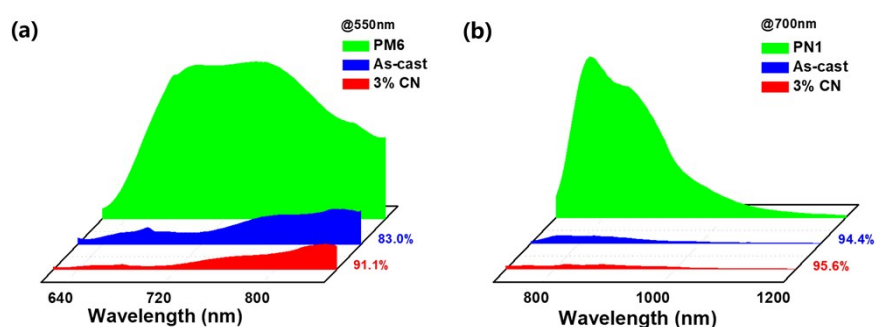 (a)
@550nm
PM6
As-cast
3% CN
83.0%
91.1%
640 720 800
Wavelength (nm)
(b)
@700nm
PN1
As-cast
3% CN
94.4%
95.6%
800 1000 1200
Wavelength (nm)